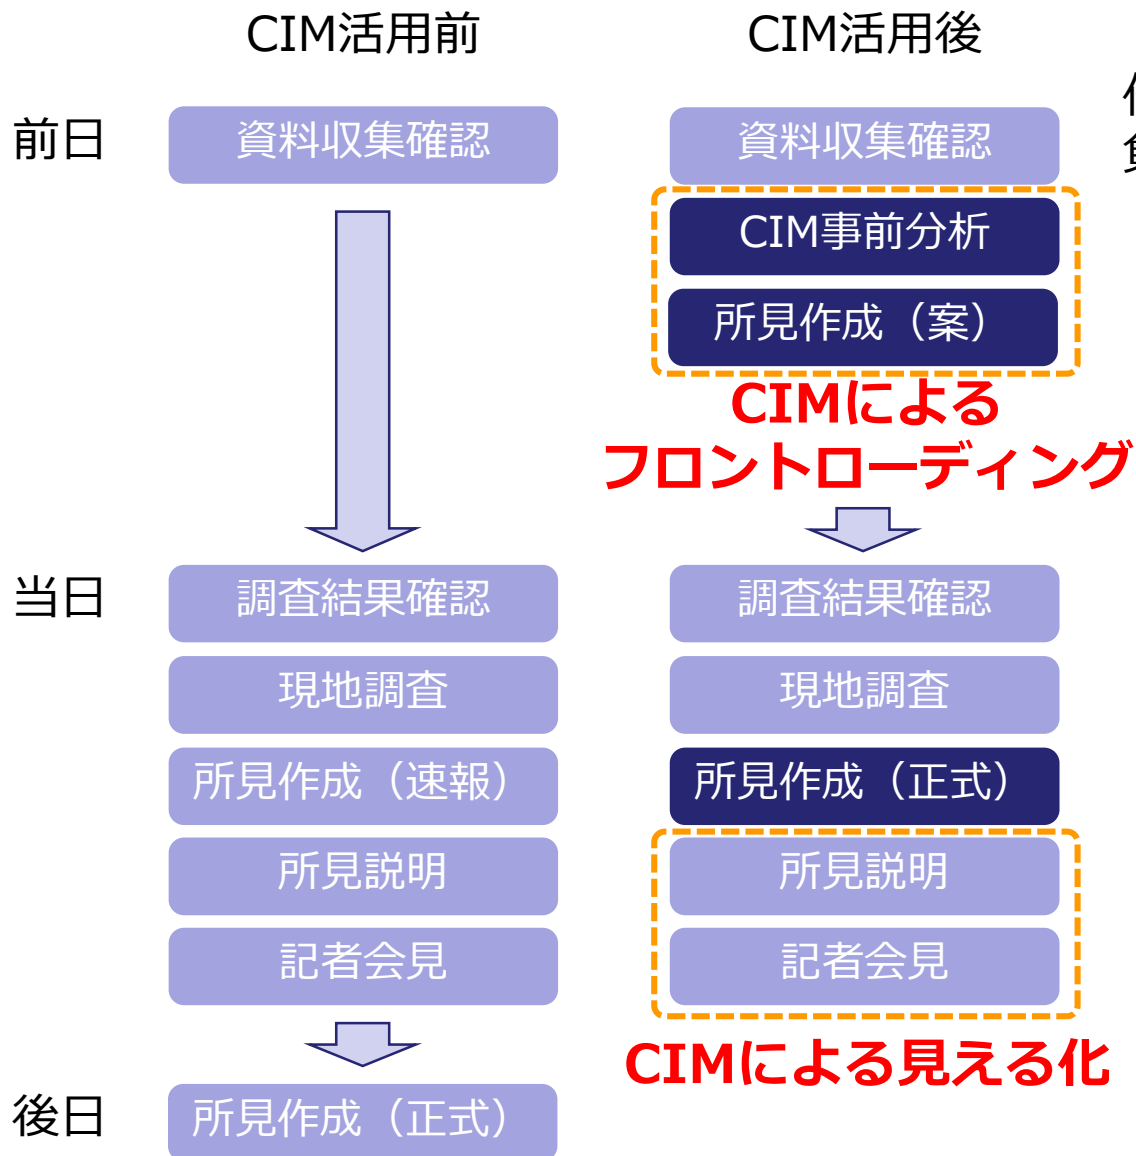 CIM活用前
CIM活用後
前日
資料収集確認
資料収集確認
CIM事前分析
所見作成（案）
CIMによる
フロントローディング
当日
調査結果確認
調査結果確認
現地調査
現地調査
所見作成（速報）
所見作成（正式）
所見説明
所見説明
記者会見
記者会見
CIMによる見える化
後日
所見作成（正式）